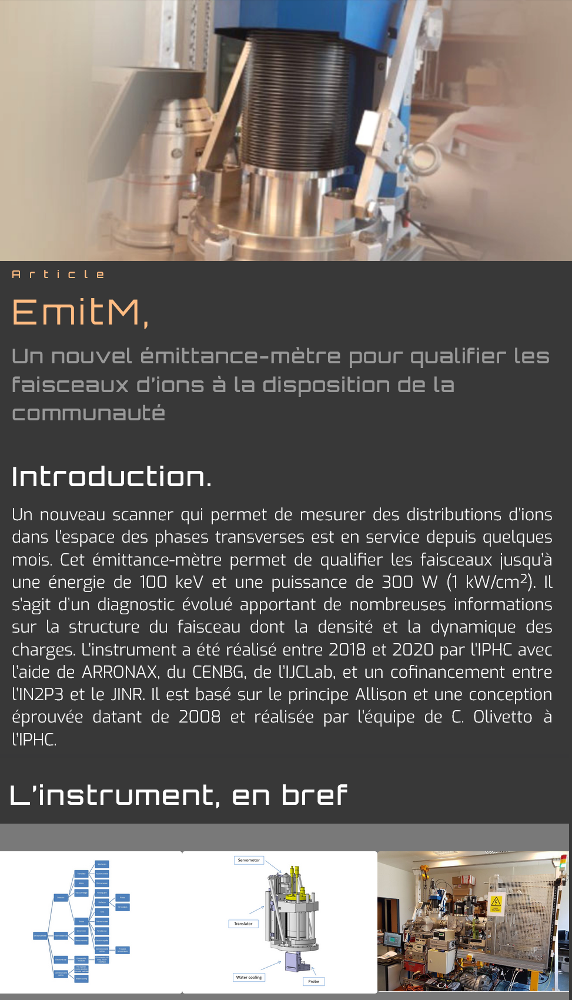 Article
EmitM,
Un nouvel émittance-mètre pour qualifier les
faisceaux d'ions à la disposition de la
communauté
Introduction.
Un nouveau scanner qui permet de mesurer des distributions d'ions
dans l'espace des phases transverses est en service depuis quelques
mois. Cet émittance-mètre permet de qualifier les faisceaux jusqu'à
une énergie de 100 keV et une puissance de 300 W (1 kW/cm²). Il
s'agit d'un diagnostic évolué apportant de nombreuses informations
sur la structure du faisceau dont la densité et la dynamique des
charges. L'instrument a été réalisé entre 2018 et 2020 par l'IPHC avec
l'aide de ARRONAX, du CENBG, de l'IJCLab, et un cofinancement entre
l'IN2P3 et le JINR. Il est basé sur le principe Allison et une conception
éprouvée datant de 2008 et réalisée par l'équipe de C. Olivetto à
l'IPHC.
L'instrument, en bref
Servomotor
Translator
Water cooling
Probe